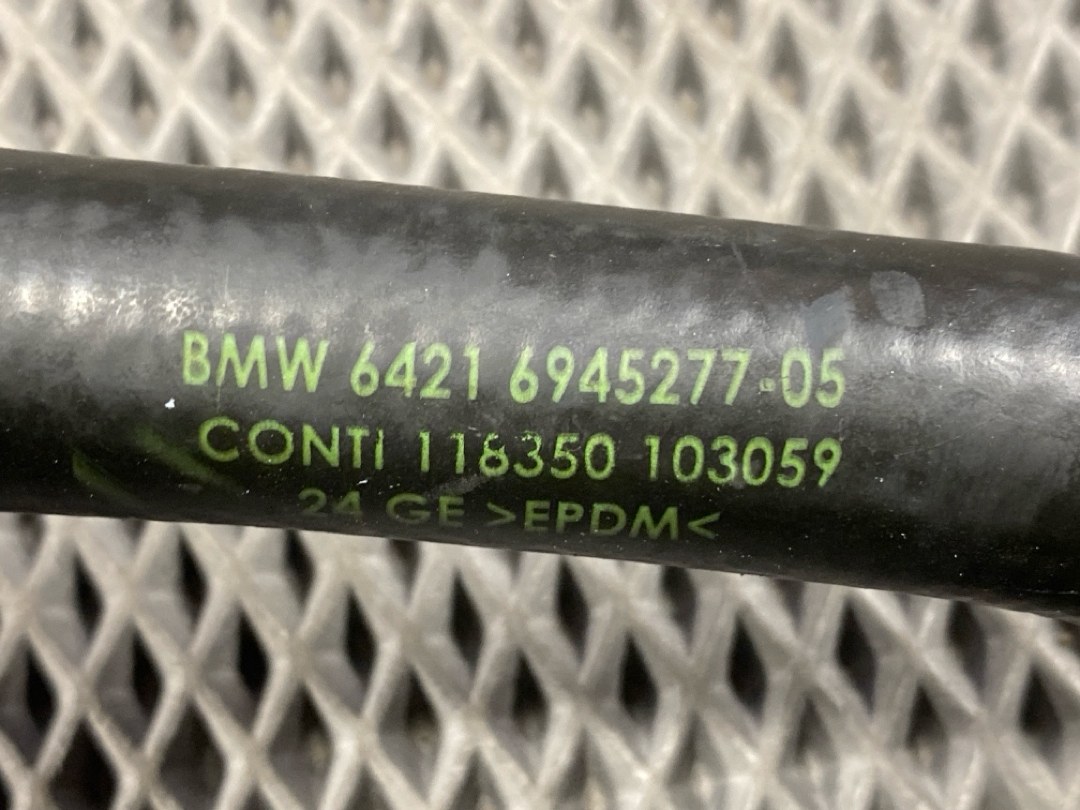 BMW 6421 6945277-05
CONTI 118350 103059
24 GE >EPDM<